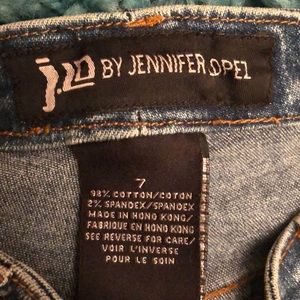 j.LO BY JENNIFER LOPEZ
7
98% COTTON/COTON
2% SPANDEX/SPANDEX
MADE IN HONG KONG/
FABRIQUE EN HONG KONG
SEE REVERSE FOR CARE/
VOIR L'INVERSE
POUR LE SOIN